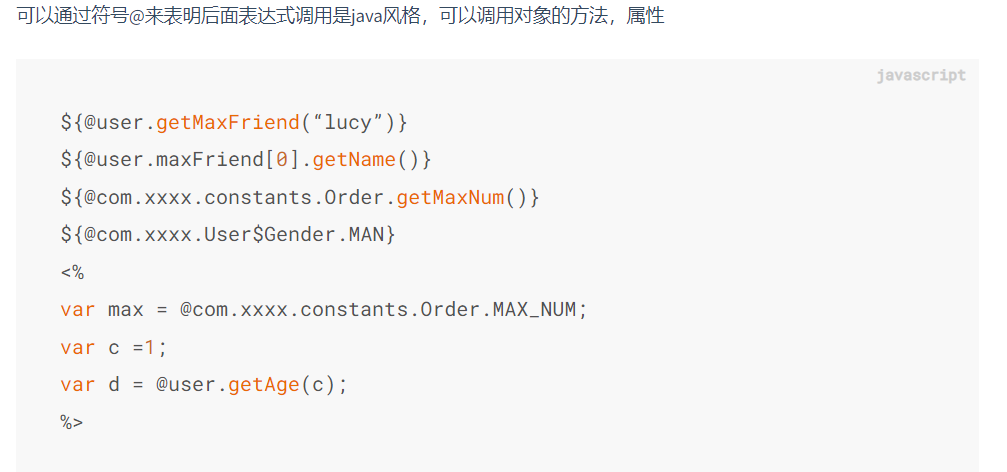 可以通过符号@来表明后面表达式调用是java风格，可以调用对象的方法，属性
javascript
${@user.getMaxFriend(“lucy”)}
${@user.maxFriend[0].getName()}
${@com.xxxx.constants.Order.getMaxNum()}
${@com.xxxx.User$Gender.MAN}
<%
var max = @com.xxxx.constants.Order.MAX_NUM;
var c =1;
var d = @user.getAge(c);
%>